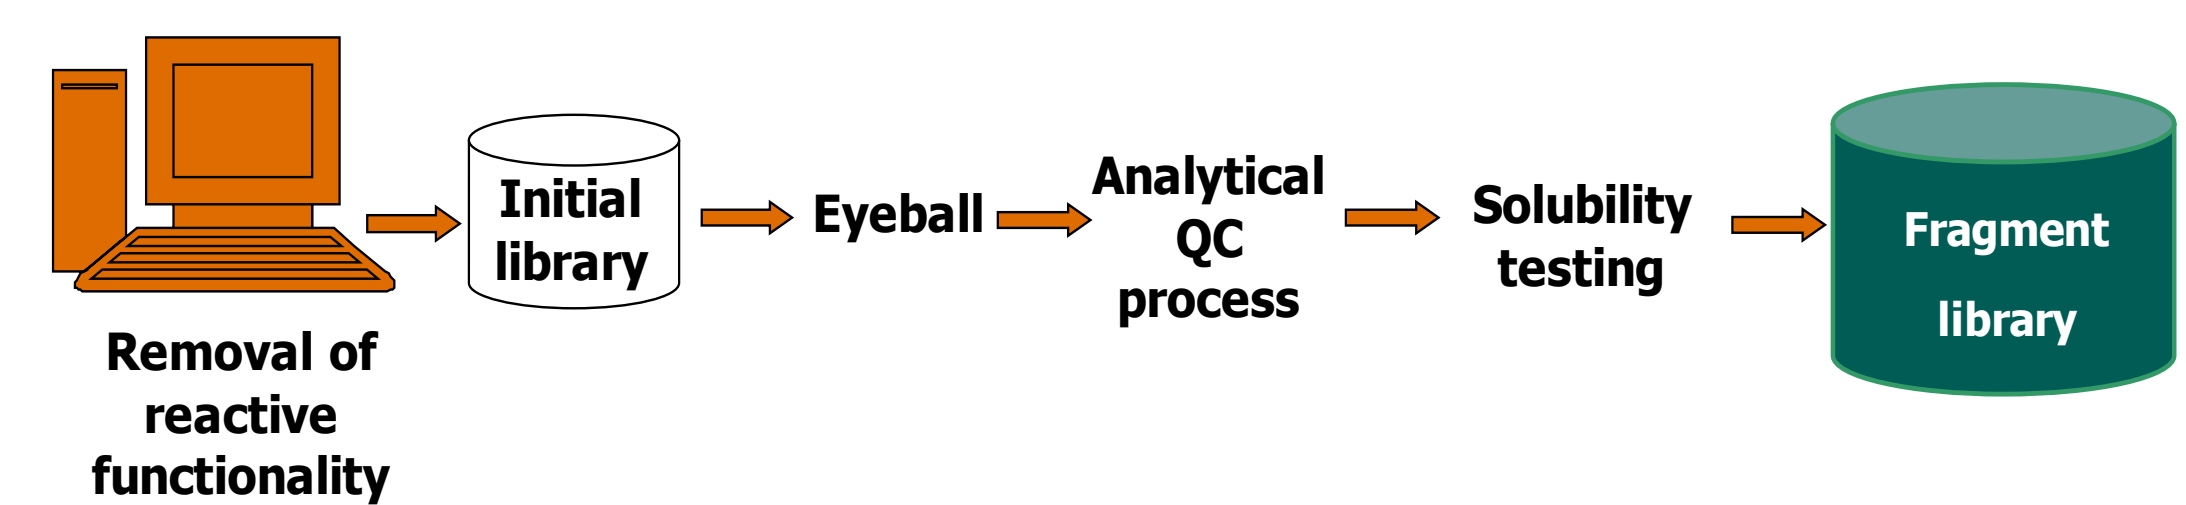 Removal of
reactive
functionality
Initial
library
Eyeball
Analytical
QC
process
Solubility
testing
Fragment
library